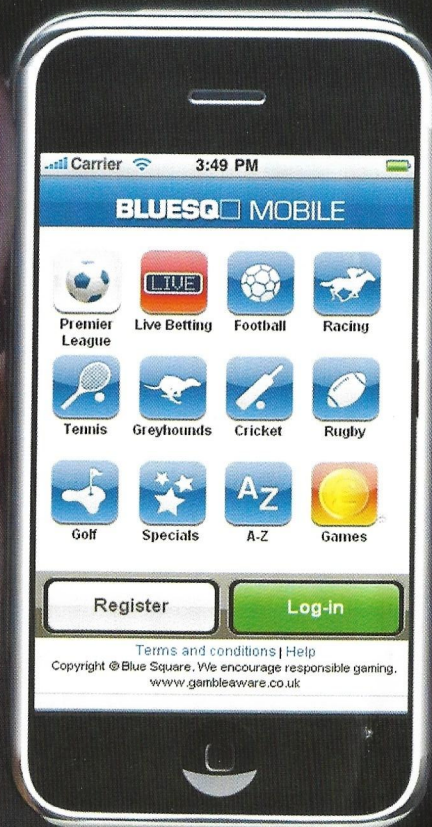 Carrier 3:49 PM
BLUESQ MOBILE
LIVE
Premier League Live Betting Football Racing
Tennis Greyhounds Cricket Rugby
AZ
Golf Specials A-Z Games
Register Log-in
Terms and conditions | Help
Copyright © Blue Square. We encourage responsible gaming.
www.gambleaware.co.uk